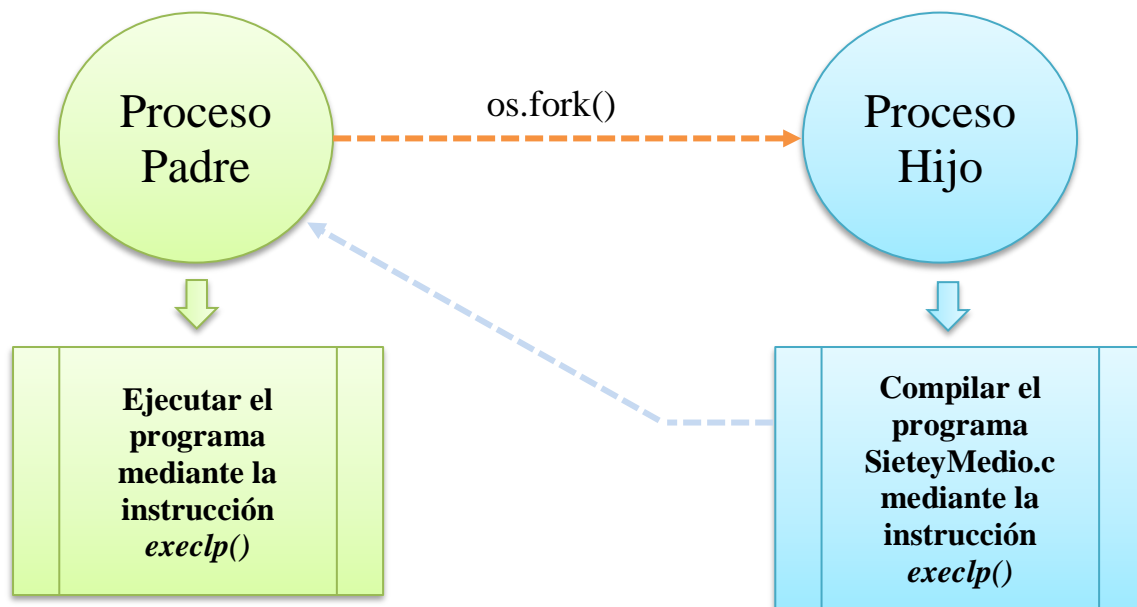 Proceso
Padre
os.fork()
Proceso
Hijo
Ejecutar el
programa
mediante la
instrucción
execlp()
Compilar el
programa
SieteyMedio.c
mediante la
instrucción
execlp()